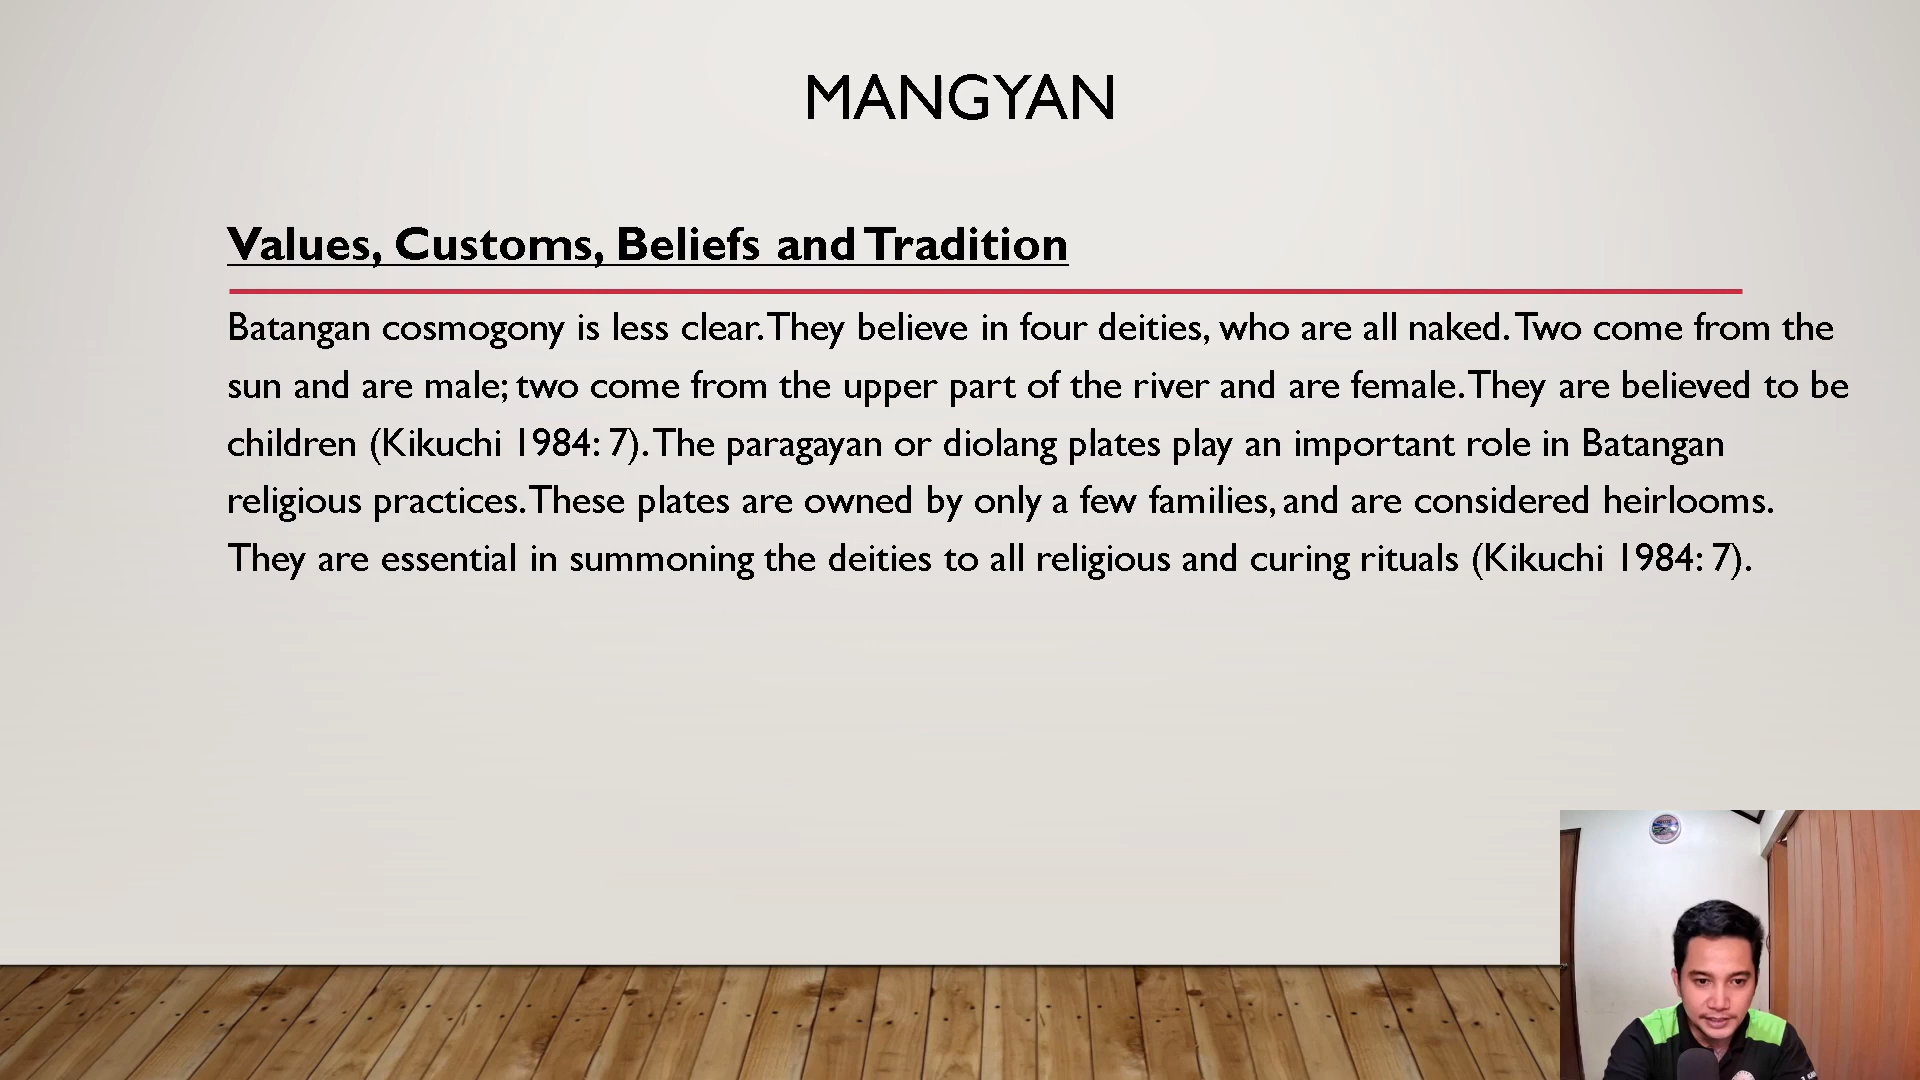 MANGYAN
Values, Customs, Beliefs and Tradition
Batangan cosmogony is less clear. They believe in four deities, who are all naked. Two come from the
sun and are male; two come from the upper part of the river and are female. They are believed to be
children (Kikuchi 1984: 7). The paragayan or diolang plates play an important role in Batangan
religious practices. These plates are owned by only a few families, and are considered heirlooms.
They are essential in summoning the deities to all religious and curing rituals (Kikuchi 1984: 7).